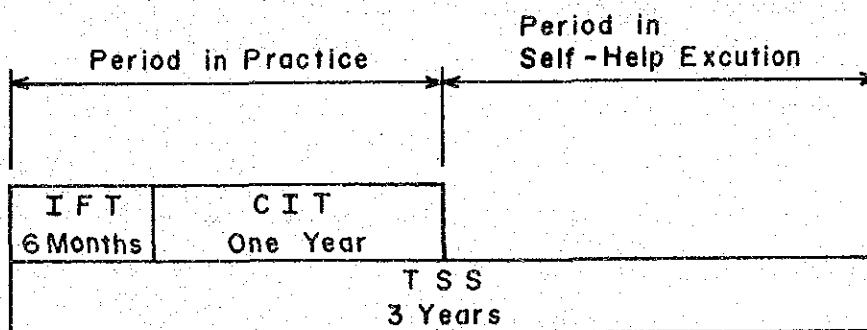 Period in Practice
Period in
Self-Help Excution
IFT
6 Months
CIT
One Year
TSS
3 Years